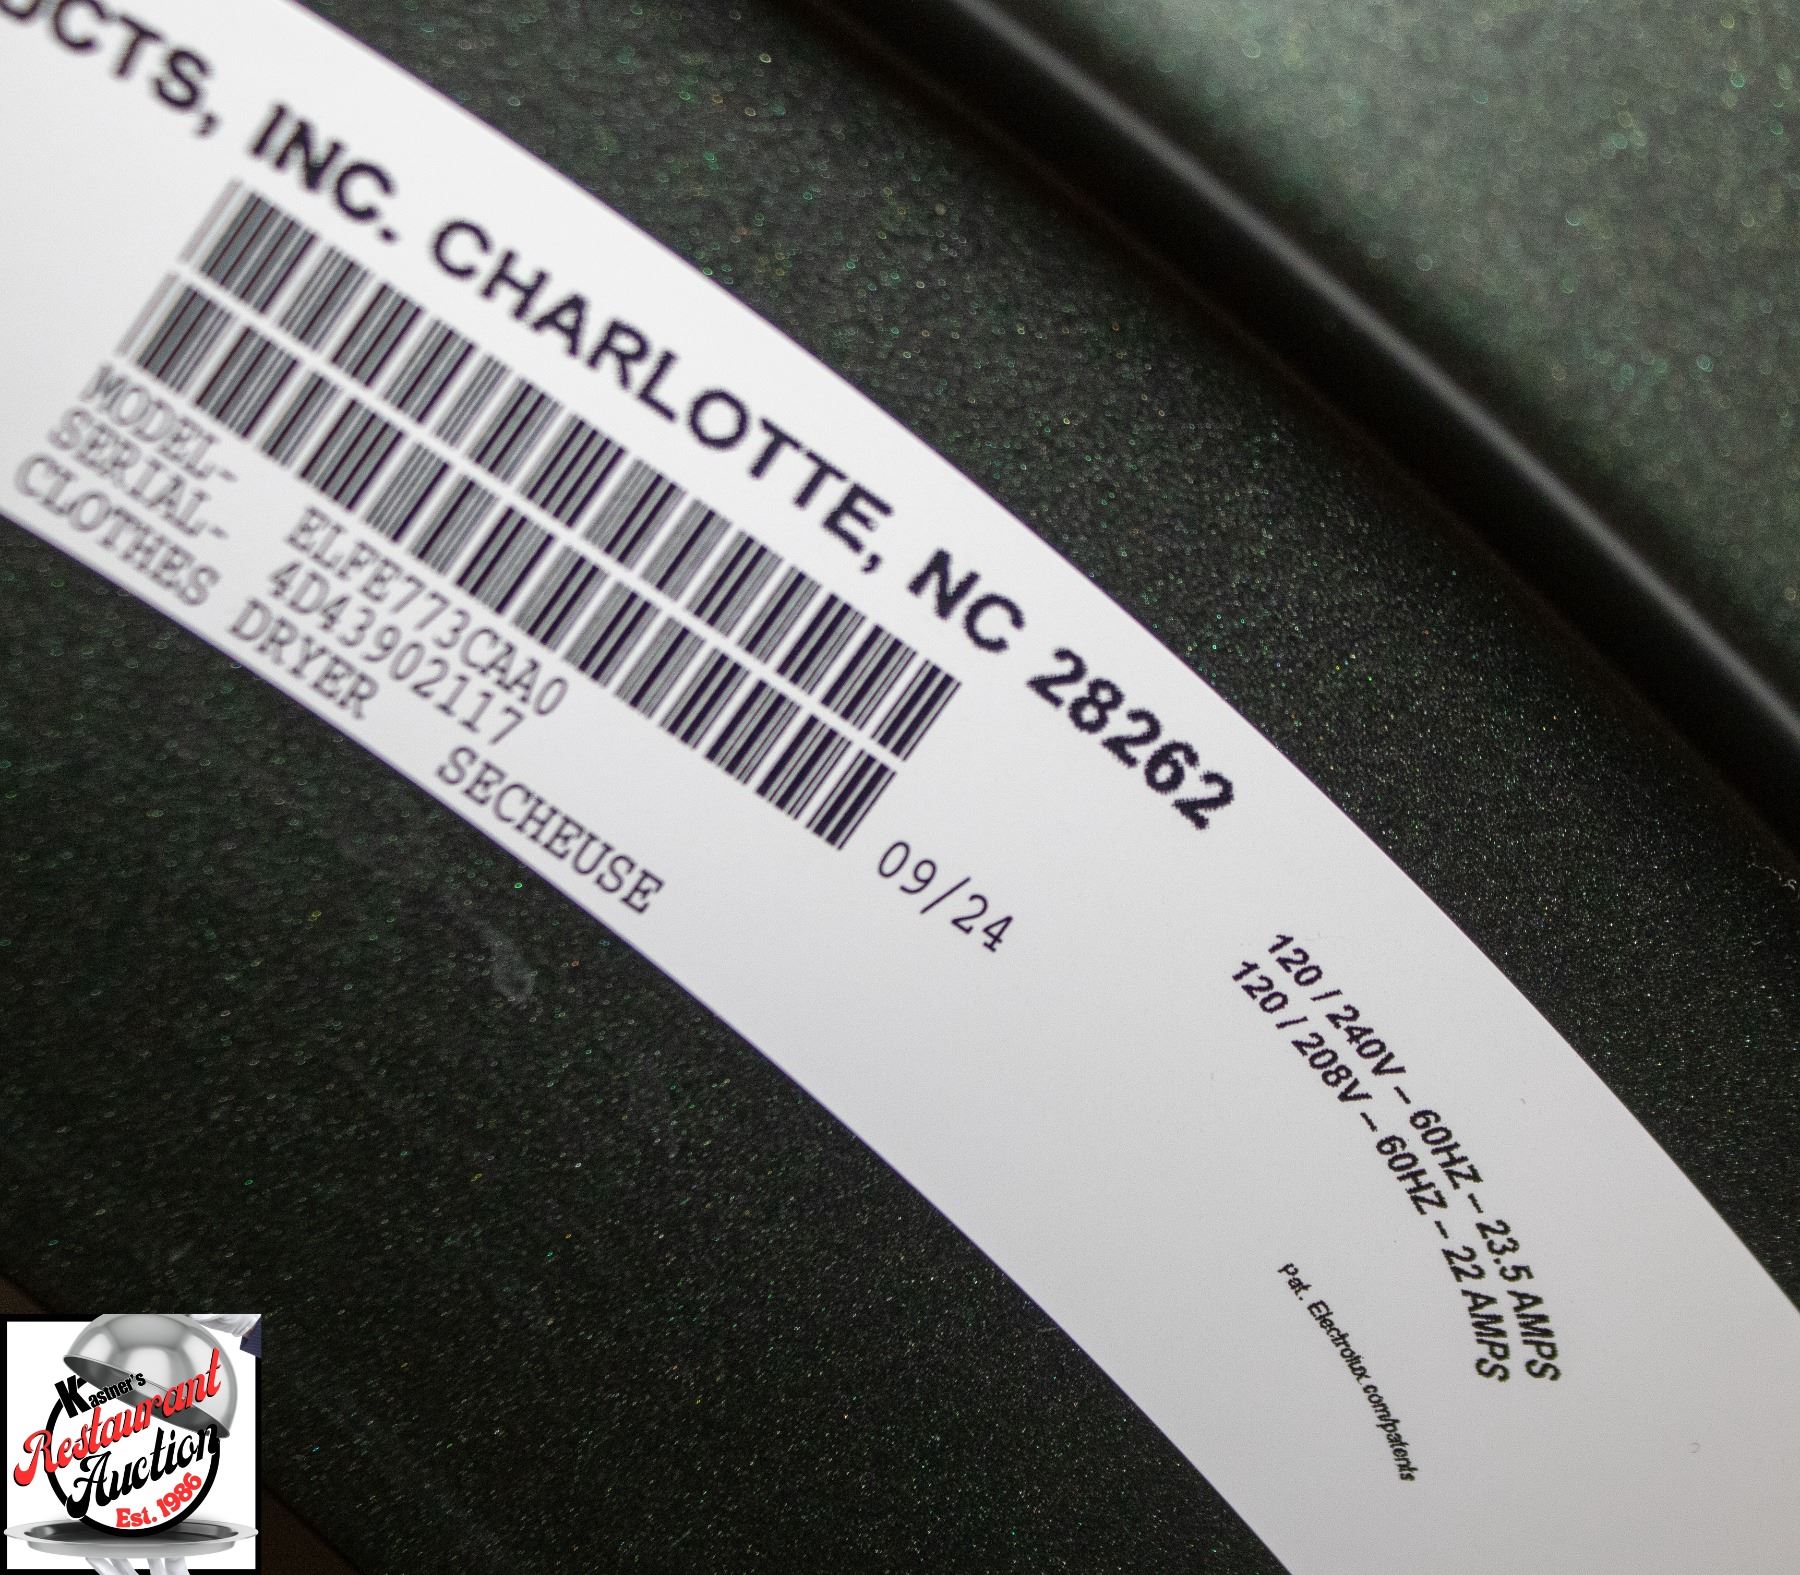 UCTS, INC. CHARLOTTE, NC 28262
MODEL- ELFE773CAA0
SERIAL- 4D43902117
CLOTHES DRYER SECHEUSE
09/24
120 / 240V – 60HZ – 23.5 AMPS
120 / 208V – 60HZ – 22 AMPS
pat. Electrolux.com/patents
Kastner's
Restaurant
Auction
Est. 1986